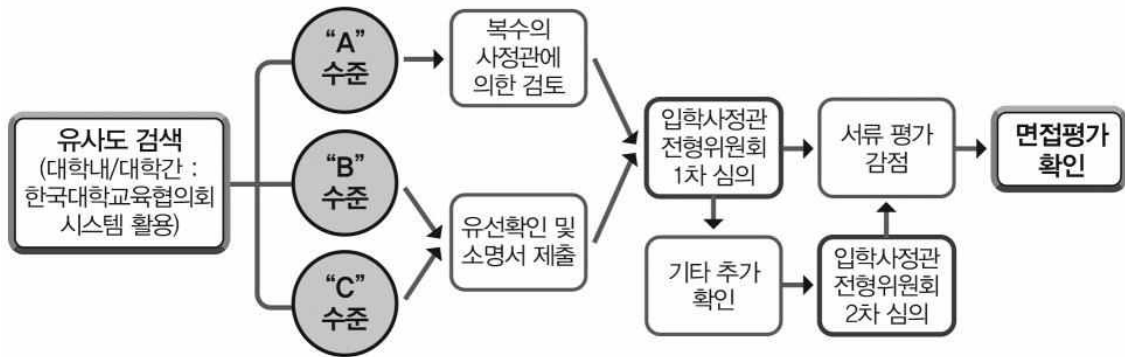 유사도 검색
(대학내/대학간 :
한국대학교육협의회
시스템 활용)
“A”
수준
“B”
수준
“C”
수준
복수의
사정관에
의한 검토
유선확인 및
소명서 제출
입학사정관
전형위원회
1차 심의
기타 추가
확인
서류 평가
감점
입학사정관
전형위원회
2차 심의
면접평가
확인